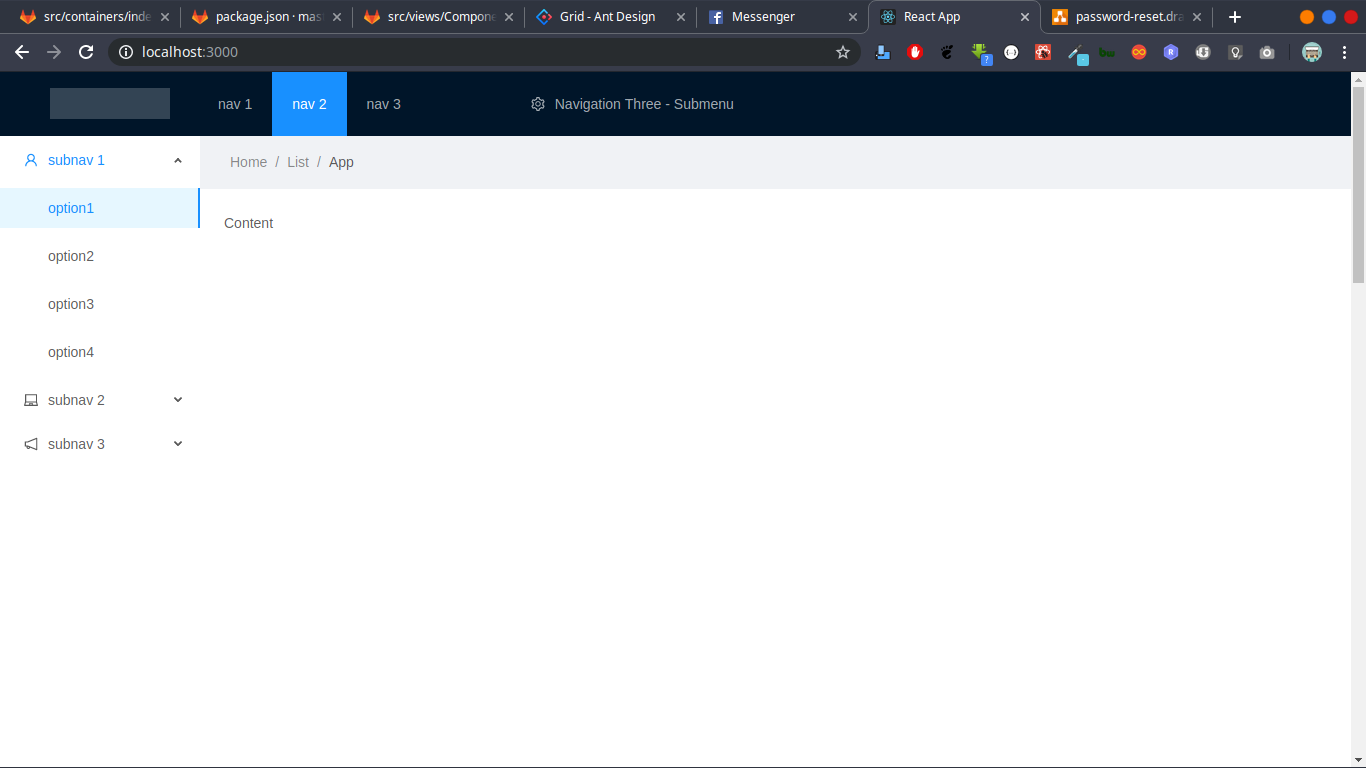 src/containers/inde
package.json · mas
src/views/Compone
Grid - Ant Design
Messenger
React App
password-reset.dra
localhost:3000
nav 1
nav 2
nav 3
Navigation Three - Submenu
subnav 1
Home / List / App
option1
Content
option2
option3
option4
subnav 2
subnav 3